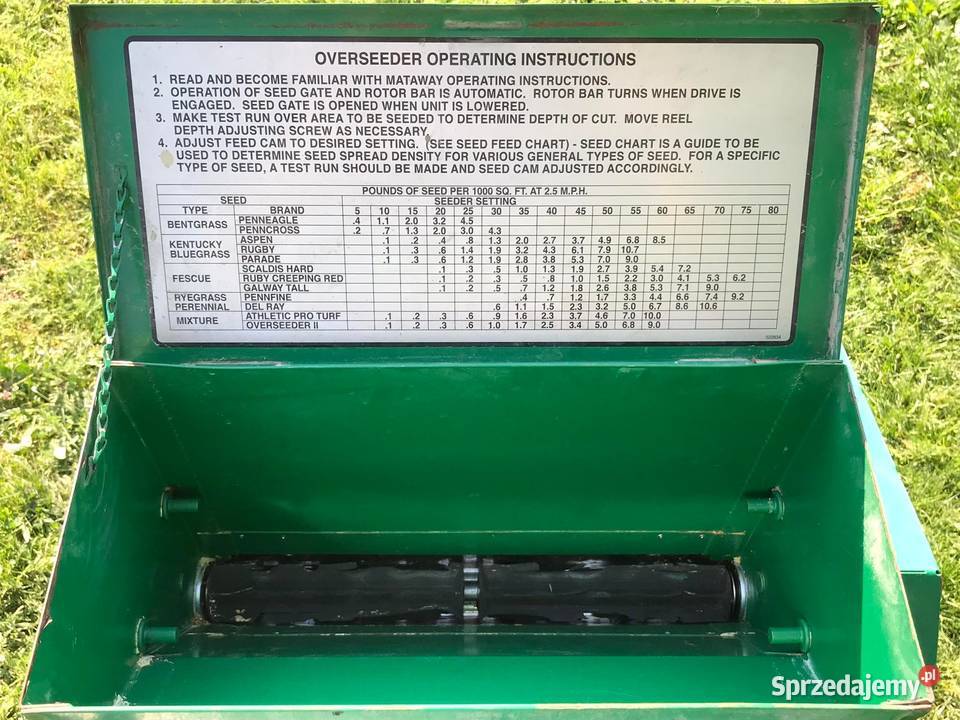 OVERSEEDER OPERATING INSTRUCTIONS
1. READ AND BECOME FAMILIAR WITH MATAWAY OPERATING INSTRUCTIONS.
2. OPERATION OF SEED GATE AND ROTOR BAR IS AUTOMATIC. ROTOR BAR TURNS WHEN DRIVE IS
ENGAGED. SEED GATE IS OPENED WHEN UNIT IS LOWERED.
3. MAKE TEST RUN OVER AREA TO BE SEEDED TO DETERMINE DEPTH OF CUT. MOVE REEL
DEPTH ADJUSTING SCREW AS NECESSARY.
4. ADJUST FEED CAM TO DESIRED SETTING. (SEE SEED FEED CHART) - SEED CHART IS A GUIDE TO BE
USED TO DETERMINE SEED SPREAD DENSITY FOR VARIOUS GENERAL TYPES OF SEED. FOR A SPECIFIC
TYPE OF SEED, A TEST RUN SHOULD BE MADE AND SEED CAM ADJUSTED ACCORDINGLY.
POUNDS OF SEED PER 1000 SQ. FT. AT 2.5 M.P.H.
SEED SEEDER SETTING
TYPE BRAND 5 10 15 20 25 30 35 40 45 50 55 60 65 70 75 80
BENTGRASS PENNEAGLE .4 1.1 2.0 3.2 4.5
PENNCROSS .2 .7 1.3 2.0 3.0 4.3
KENTUCKY BLUEGRASS ASPEN .1 .2 .4 .8 1.3 2.0 2.7 3.7 4.9 6.8 8.5
RUGBY .1 .3 .6 1.4 1.9 3.2 4.3 6.1 7.9 10.7
PARADE .1 .3 .6 1.2 1.9 2.8 3.8 5.3 7.0 9.0
FESCUE SCALDIS HARD .1 .3 .5 1.0 1.3 1.9 2.7 3.9 5.4 7.2
RUBY CREEPING RED .1 .2 .3 .5 .8 1.0 1.5 2.2 3.0 4.1 5.3 6.2
GALWAY TALL .1 .2 .5 .7 1.2 1.8 2.6 3.8 5.3 7.1 9.0
RYEGRASS PERENNIAL PENNFINE .4 .7 1.2 1.7 3.3 4.4 6.6 7.4 9.2
DEL RAY .6 1.1 1.5 2.3 3.2 5.0 6.7 8.6 10.6
MIXTURE ATHLETIC PRO TURF .1 .2 .3 .6 .9 1.6 2.3 3.7 4.6 7.0 10.0
OVERSEEDER II .1 .2 .3 .6 1.0 1.7 2.5 3.4 5.0 6.8 9.0
Sprzedajemy.pl